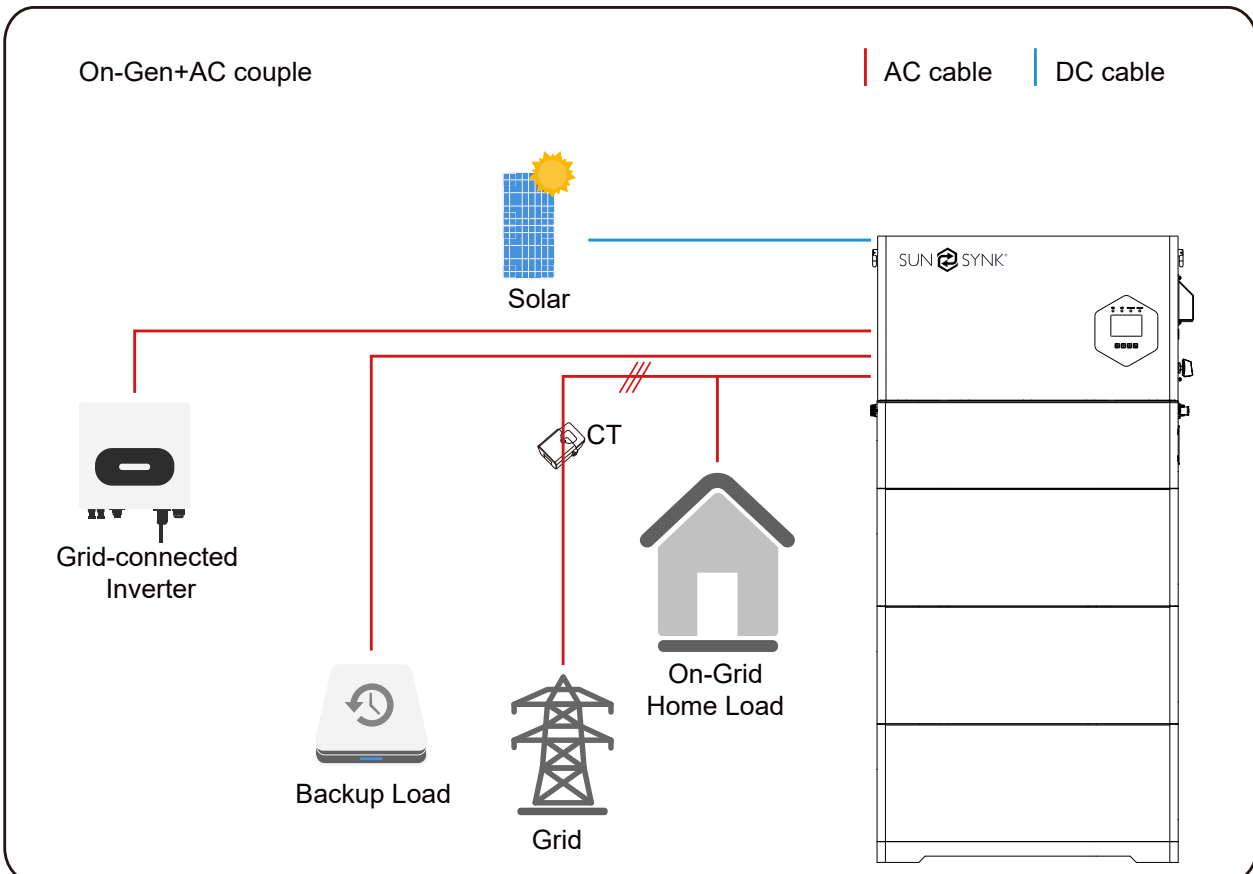 On-Gen+AC couple
AC cable
DC cable
SUN SYNK®
Solar
CT
Grid-connected
Inverter
On-Grid
Home Load
Backup Load
Grid